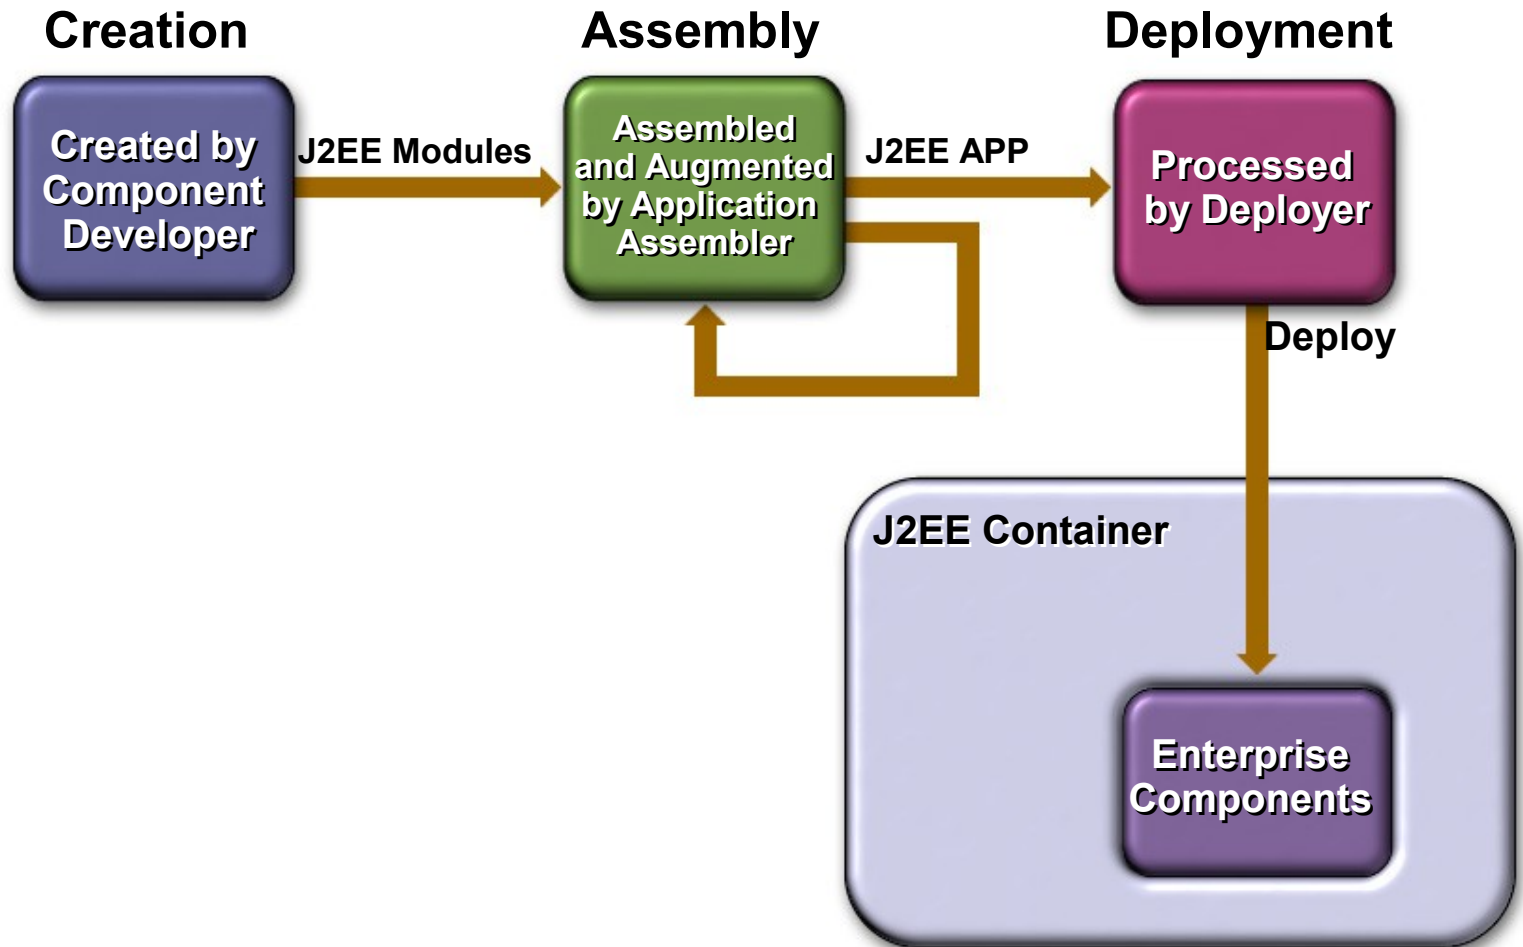 Creation
Assembly
Deployment
Created by
Component
Developer
J2EE Modules
Assembled
and Augmented
by Application
Assembler
J2EE APP
Processed
by Deployer
Deploy
J2EE Container
Enterprise
Components